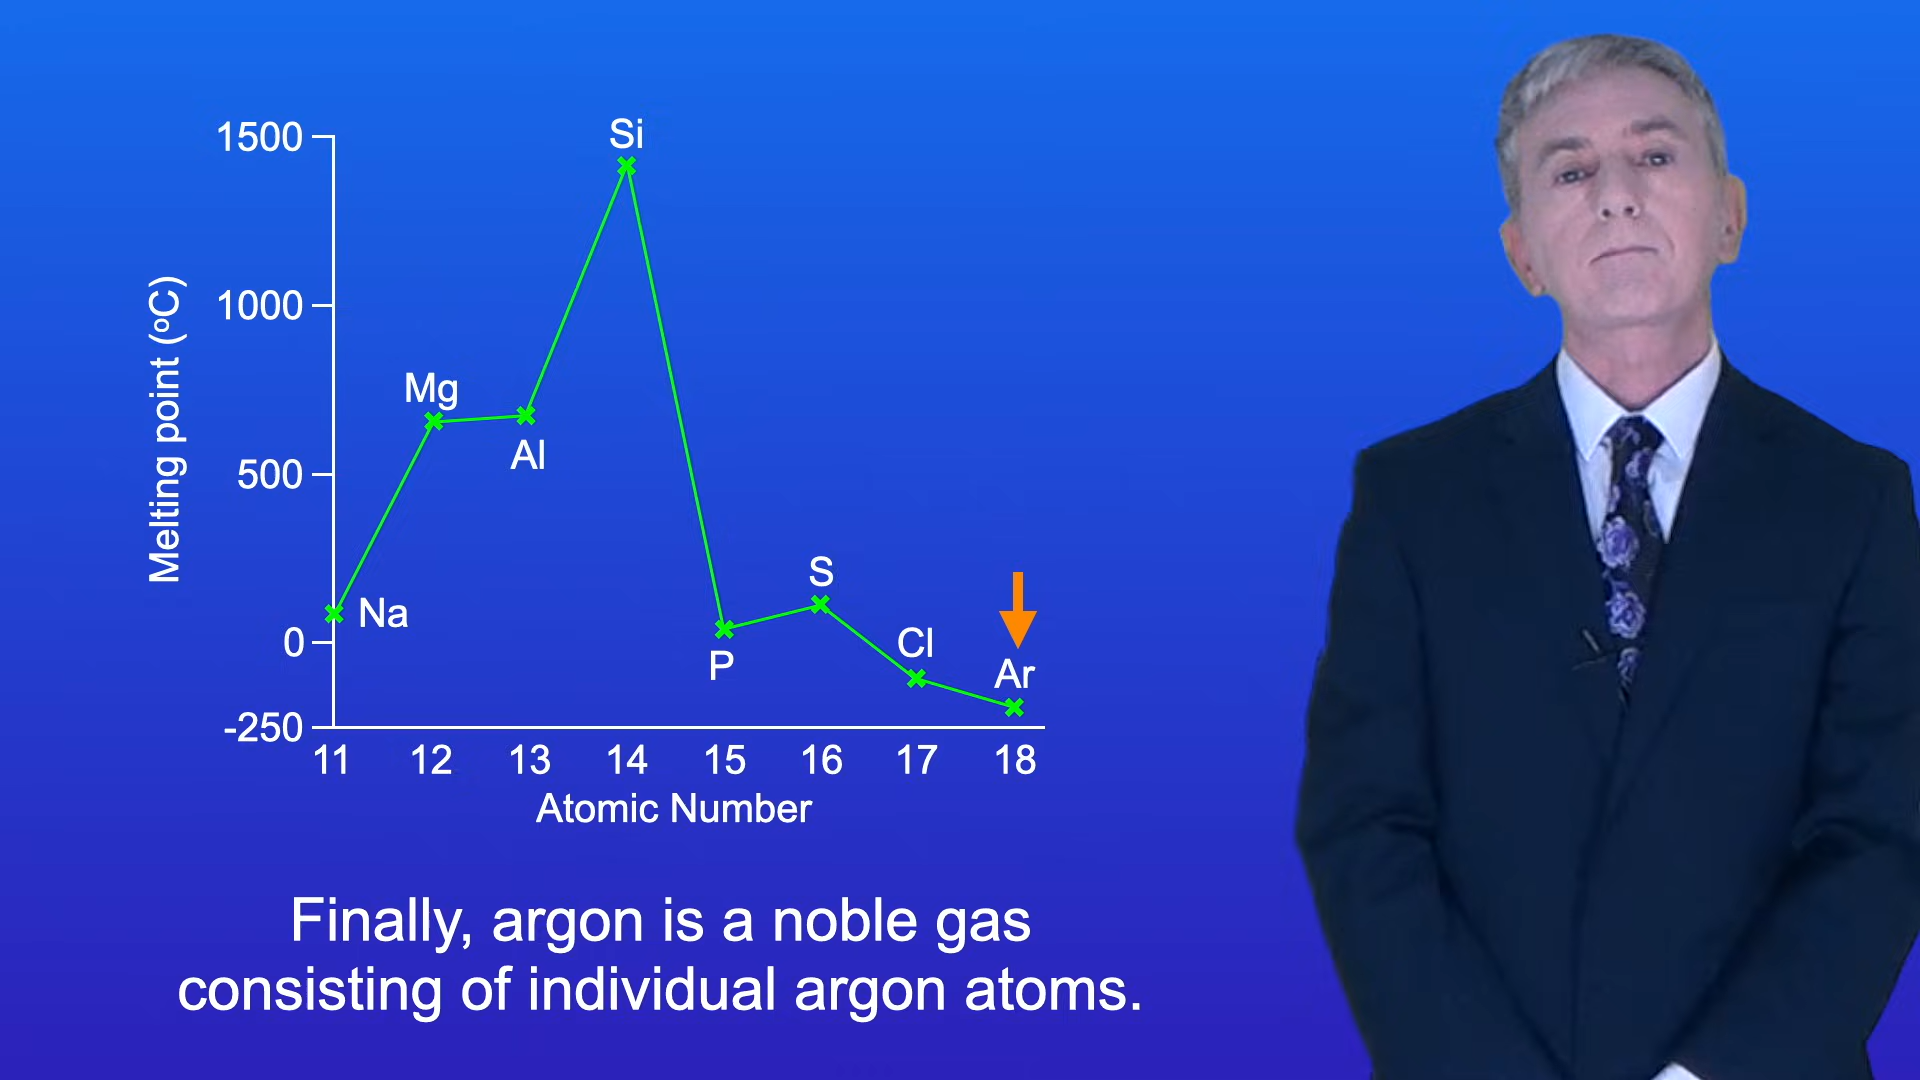 1500
1000
500
0
-250
Melting point (oC)
Na
Mg
Al
Si
P
S
Cl
Ar
11 12 13 14 15 16 17 18
Atomic Number
Finally, argon is a noble gas
consisting of individual argon atoms.